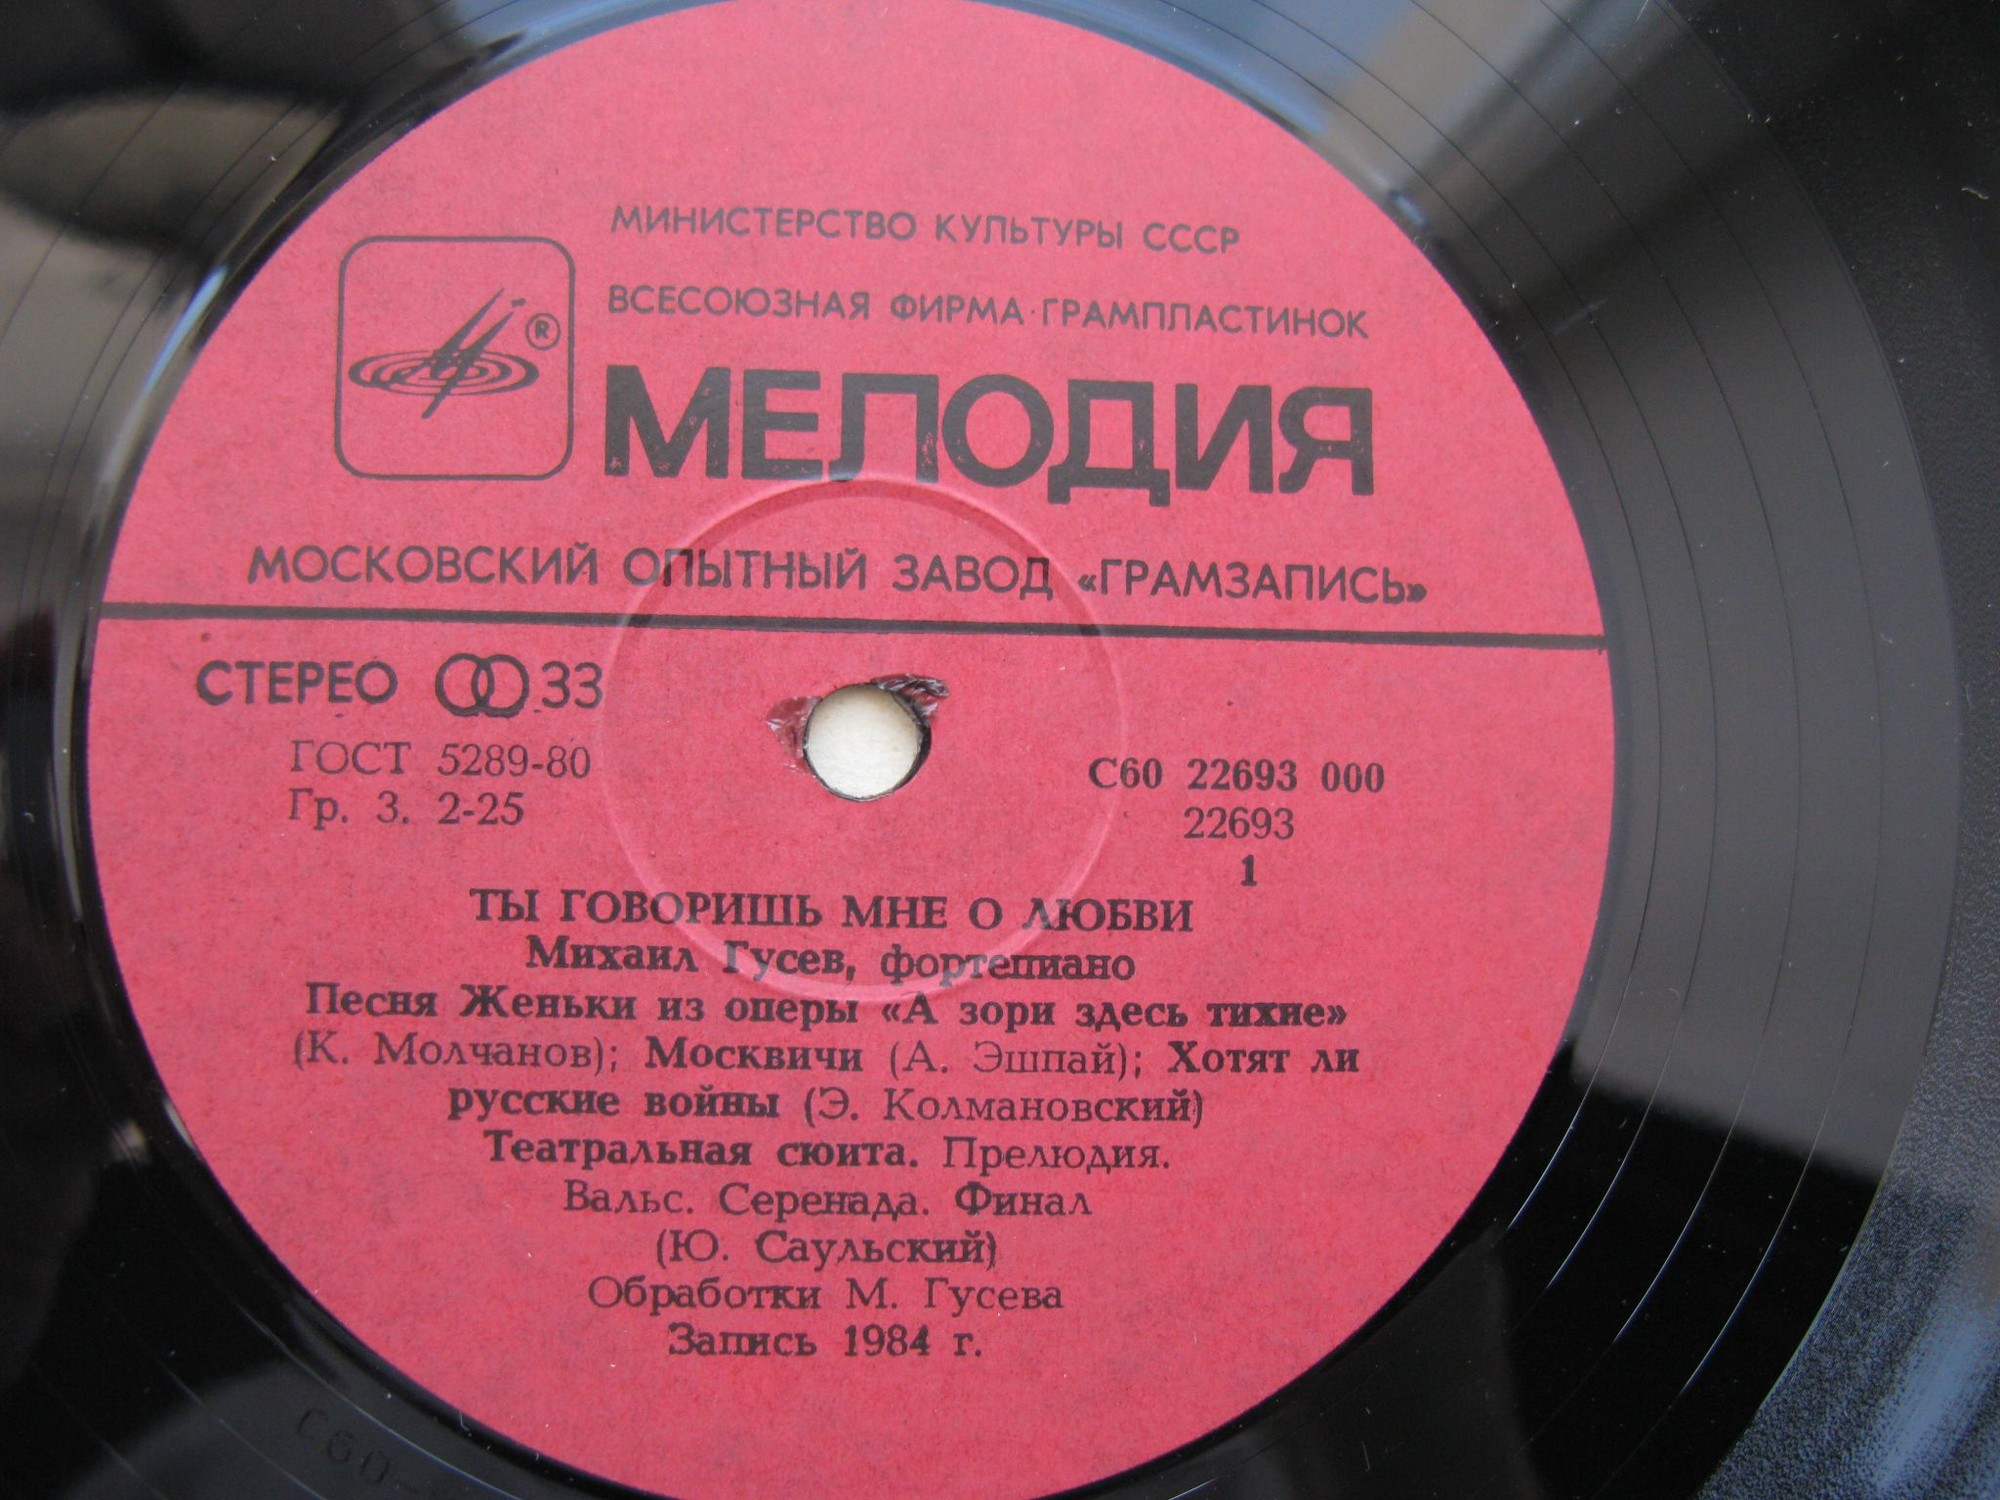 МИНИСТЕРСТВО КУЛЬТУРЫ СССР
ВСЕСОЮЗНАЯ ФИРМА ГРАМПЛАСТИНОК
®
МЕЛОДИЯ
МОСКОВСКИЙ ОПЫТНЫЙ ЗАВОД «ГРАМЗАПИСЬ»
СТЕРЕО 33
ГОСТ 5289-80
Гр. 3. 2-25
С60 22693 000
22693
1
ТЫ ГОВОРИШЬ МНЕ О ЛЮБВИ
Михаил Гусев, фортепиано
Песня Женьки из оперы «А зори здесь тихие»
(К. Молчанов); Москвичи (А. Эшпай); Хотят ли
русские войны (Э. Колмановский)
Театральная сюита. Прелюдия.
Вальс. Серенада. Финал
(Ю. Саульский)
Обработки М. Гусева
Запись 1984 г.
С60-